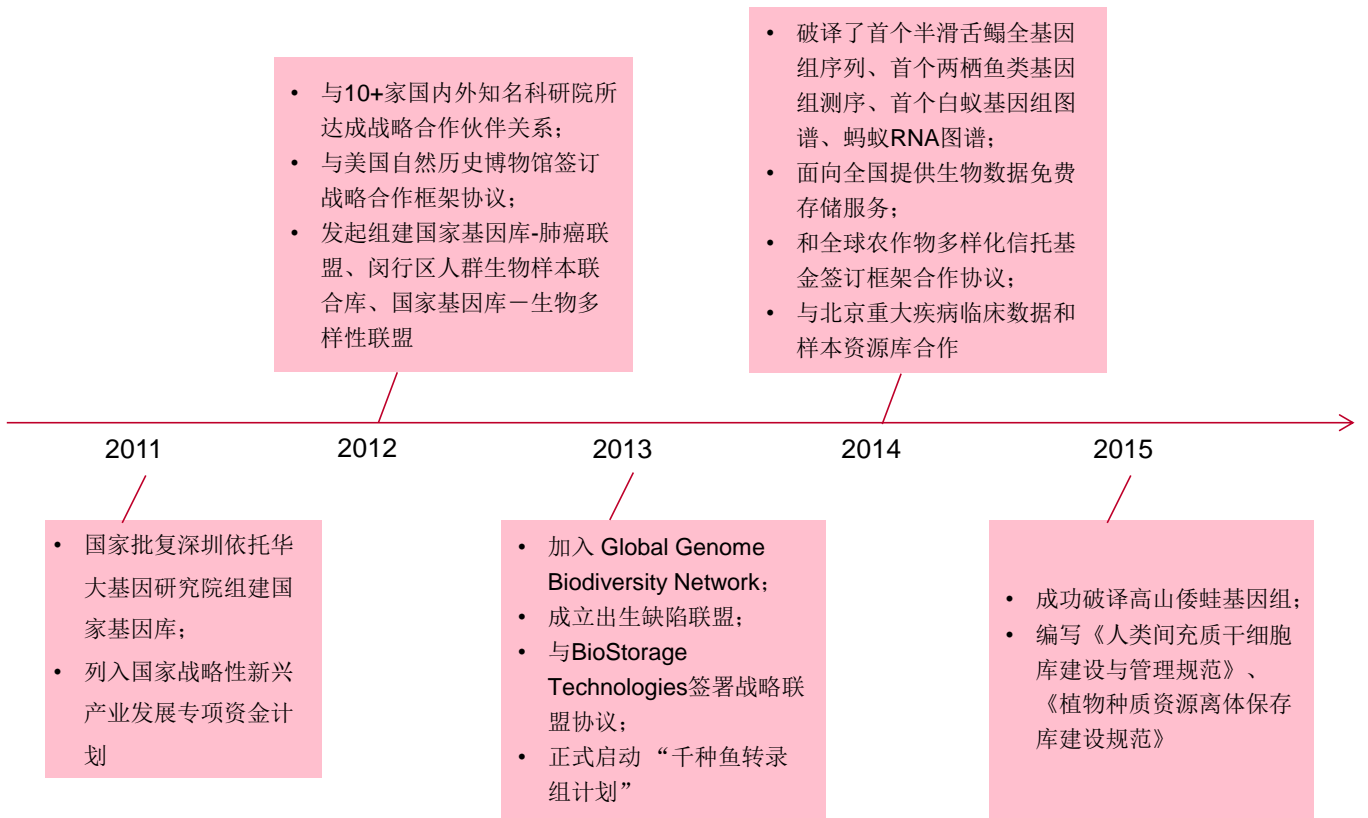 • 与10+家国内外知名科研院所
达成战略合作伙伴关系；
• 与美国自然历史博物馆签订
战略合作框架协议；
• 发起组建国家基因库-肺癌联
盟、闵行区人群生物样本联
合库、国家基因库－生物多
样性联盟
• 破译了首个半滑舌鳎全基因
组序列、首个两栖鱼类基因
组测序、首个白蚁基因组图
谱、蚂蚁RNA图谱；
• 面向全国提供生物数据免费
存储服务；
• 和全球农作物多样化信托基
金签订框架合作协议；
• 与北京重大疾病临床数据和
样本资源库合作
2011
2012
2013
2014
2015
• 国家批复深圳依托华
大基因研究院组建国
家基因库；
• 列入国家战略性新兴
产业发展专项资金计
划
• 加入 Global Genome
Biodiversity Network；
• 成立出生缺陷联盟；
• 与BioStorage
Technologies签署战略联
盟协议；
• 正式启动 “千种鱼转录
组计划”
• 成功破译高山倭蛙基因组；
• 编写《人类间充质干细胞
库建设与管理规范》、
《植物种质资源离体保存
库建设规范》